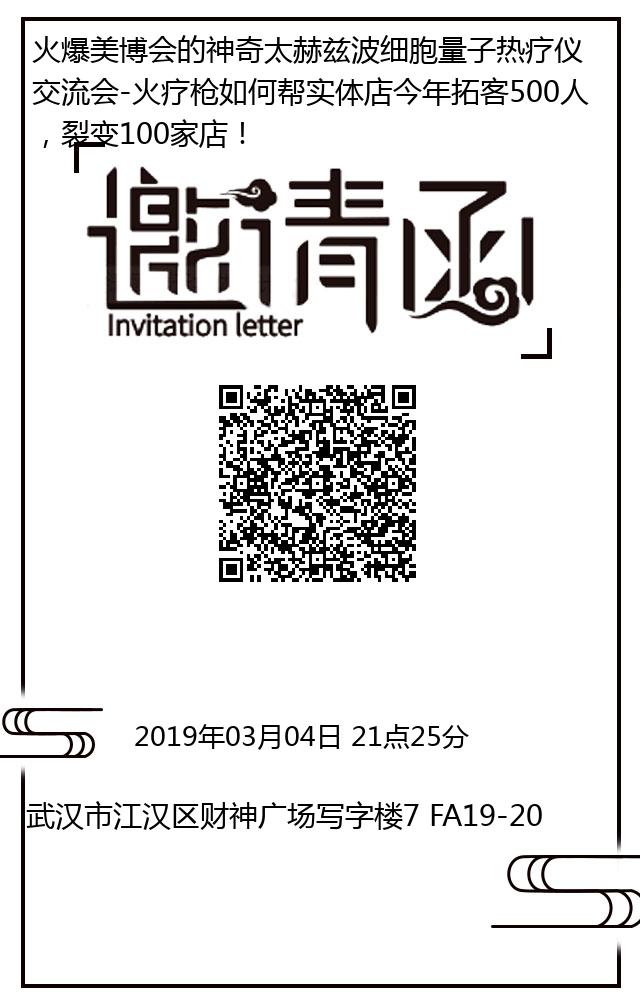 火爆美博会的神奇太赫兹波细胞量子热疗仪
交流会-火疗枪如何帮实体店今年拓客500人
，裂变100家店！
邀请函
Invitation letter
2019年03月04日 21点25分
武汉市江汉区财神广场写字楼7 FA19-20